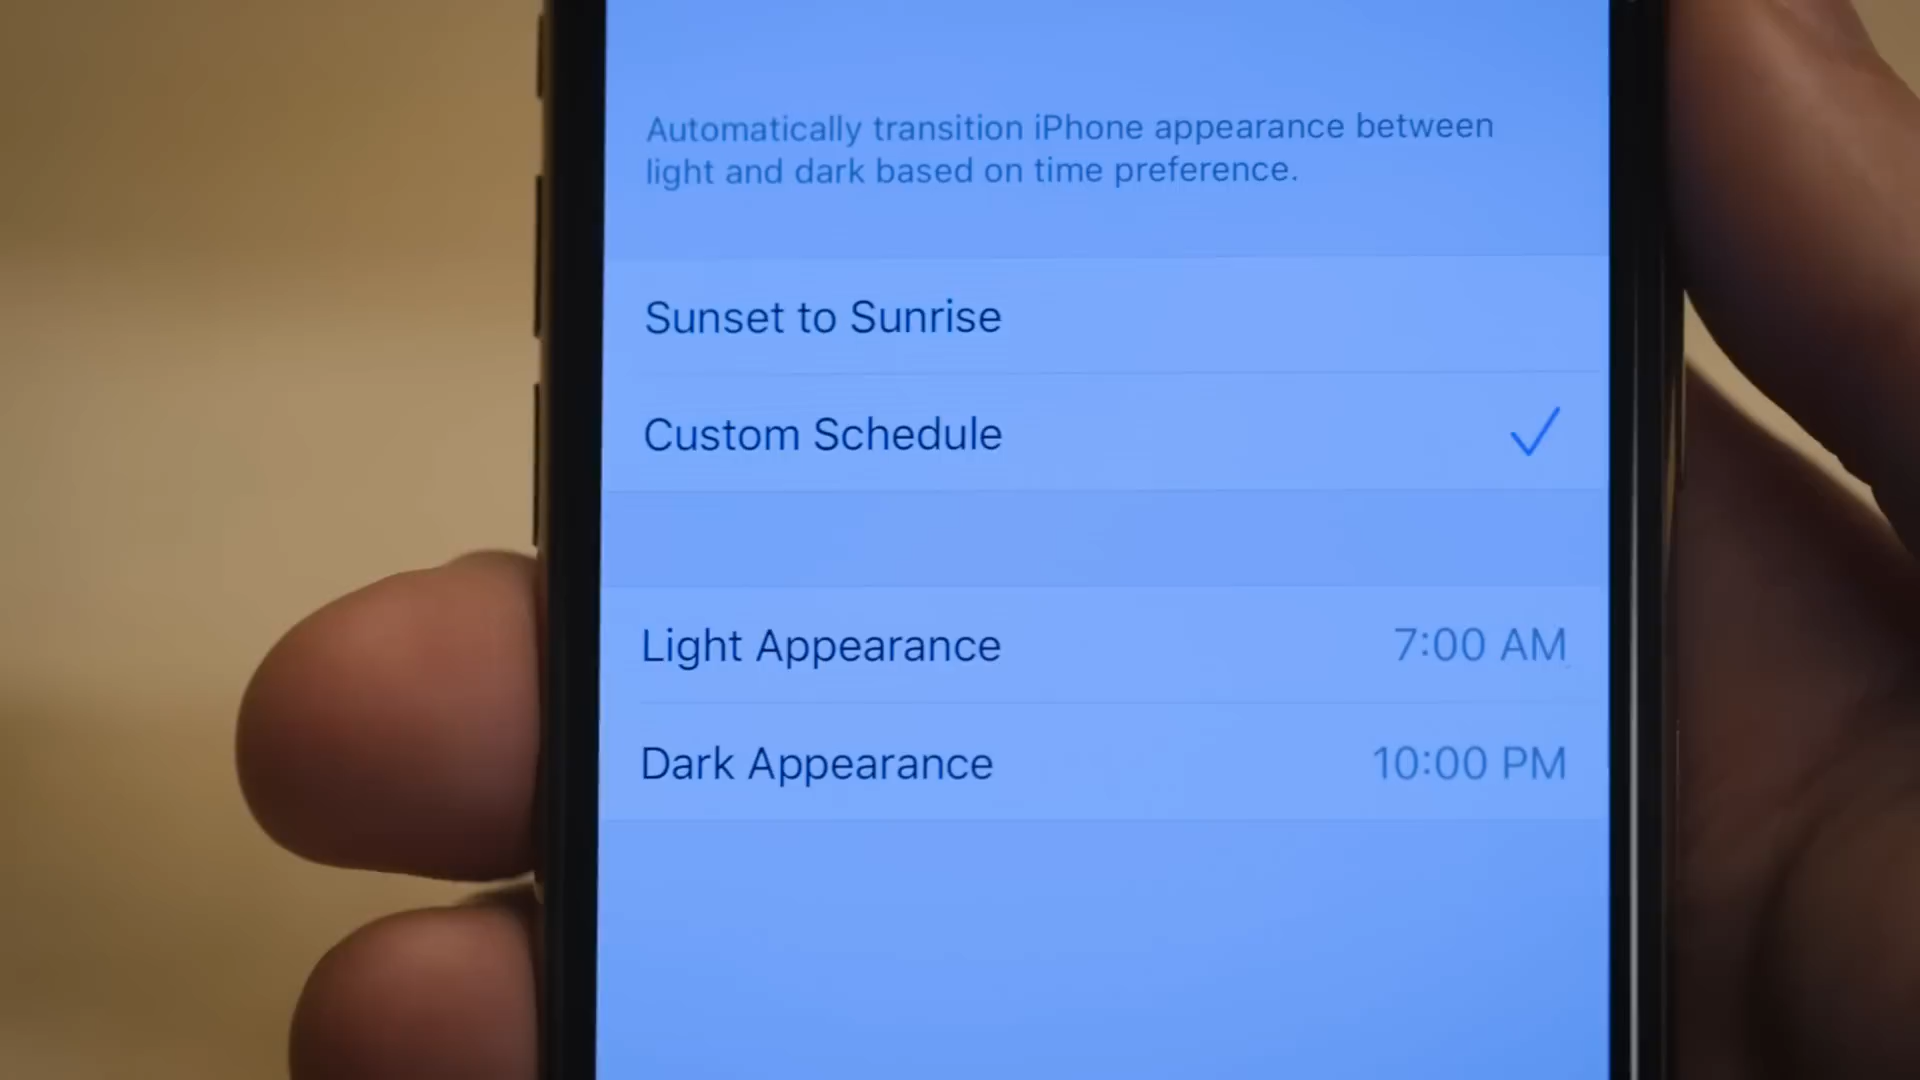 Automatically transition iPhone appearance between
light and dark based on time preference.
Sunset to Sunrise
Custom Schedule
Light Appearance 7:00 AM
Dark Appearance 10:00 PM